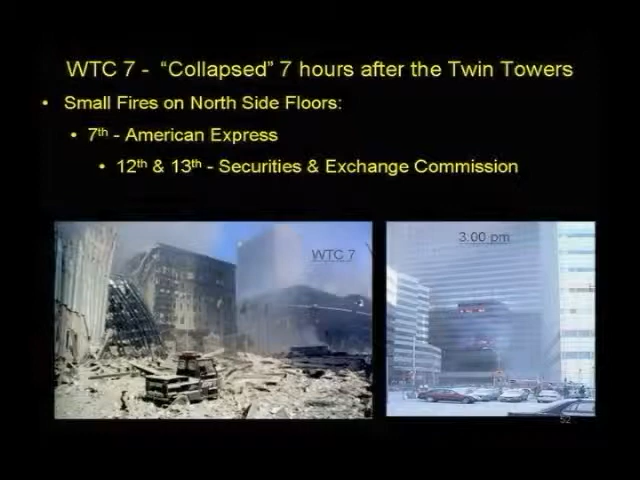 WTC 7 - “Collapsed” 7 hours after the Twin Towers
• Small Fires on North Side Floors:
• 7th - American Express
• 12th & 13th - Securities & Exchange Commission
WTC 7
3.00 pm
52